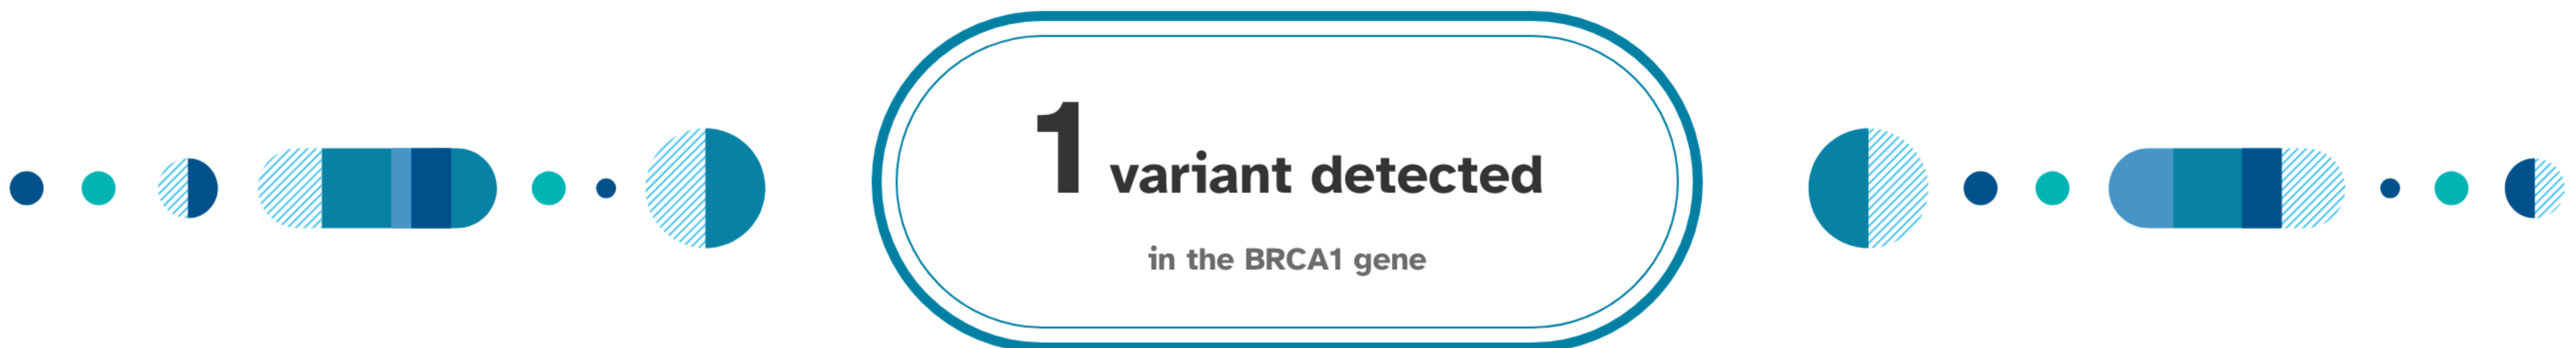 1 variant detected
in the BRCA1 gene